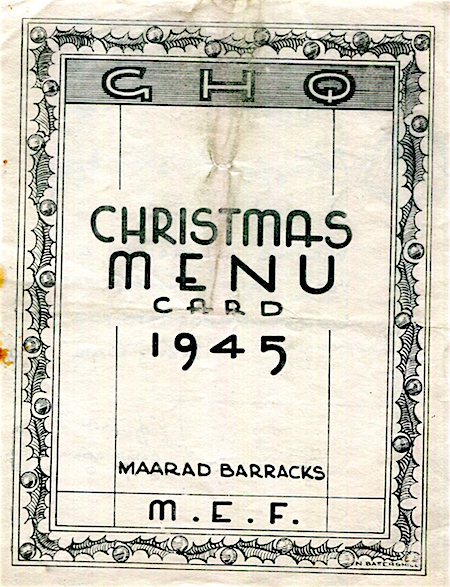 GHQ
CHRISTMAS
MENU
CARD
1945
MAARAD BARRACKS
M.E.F.